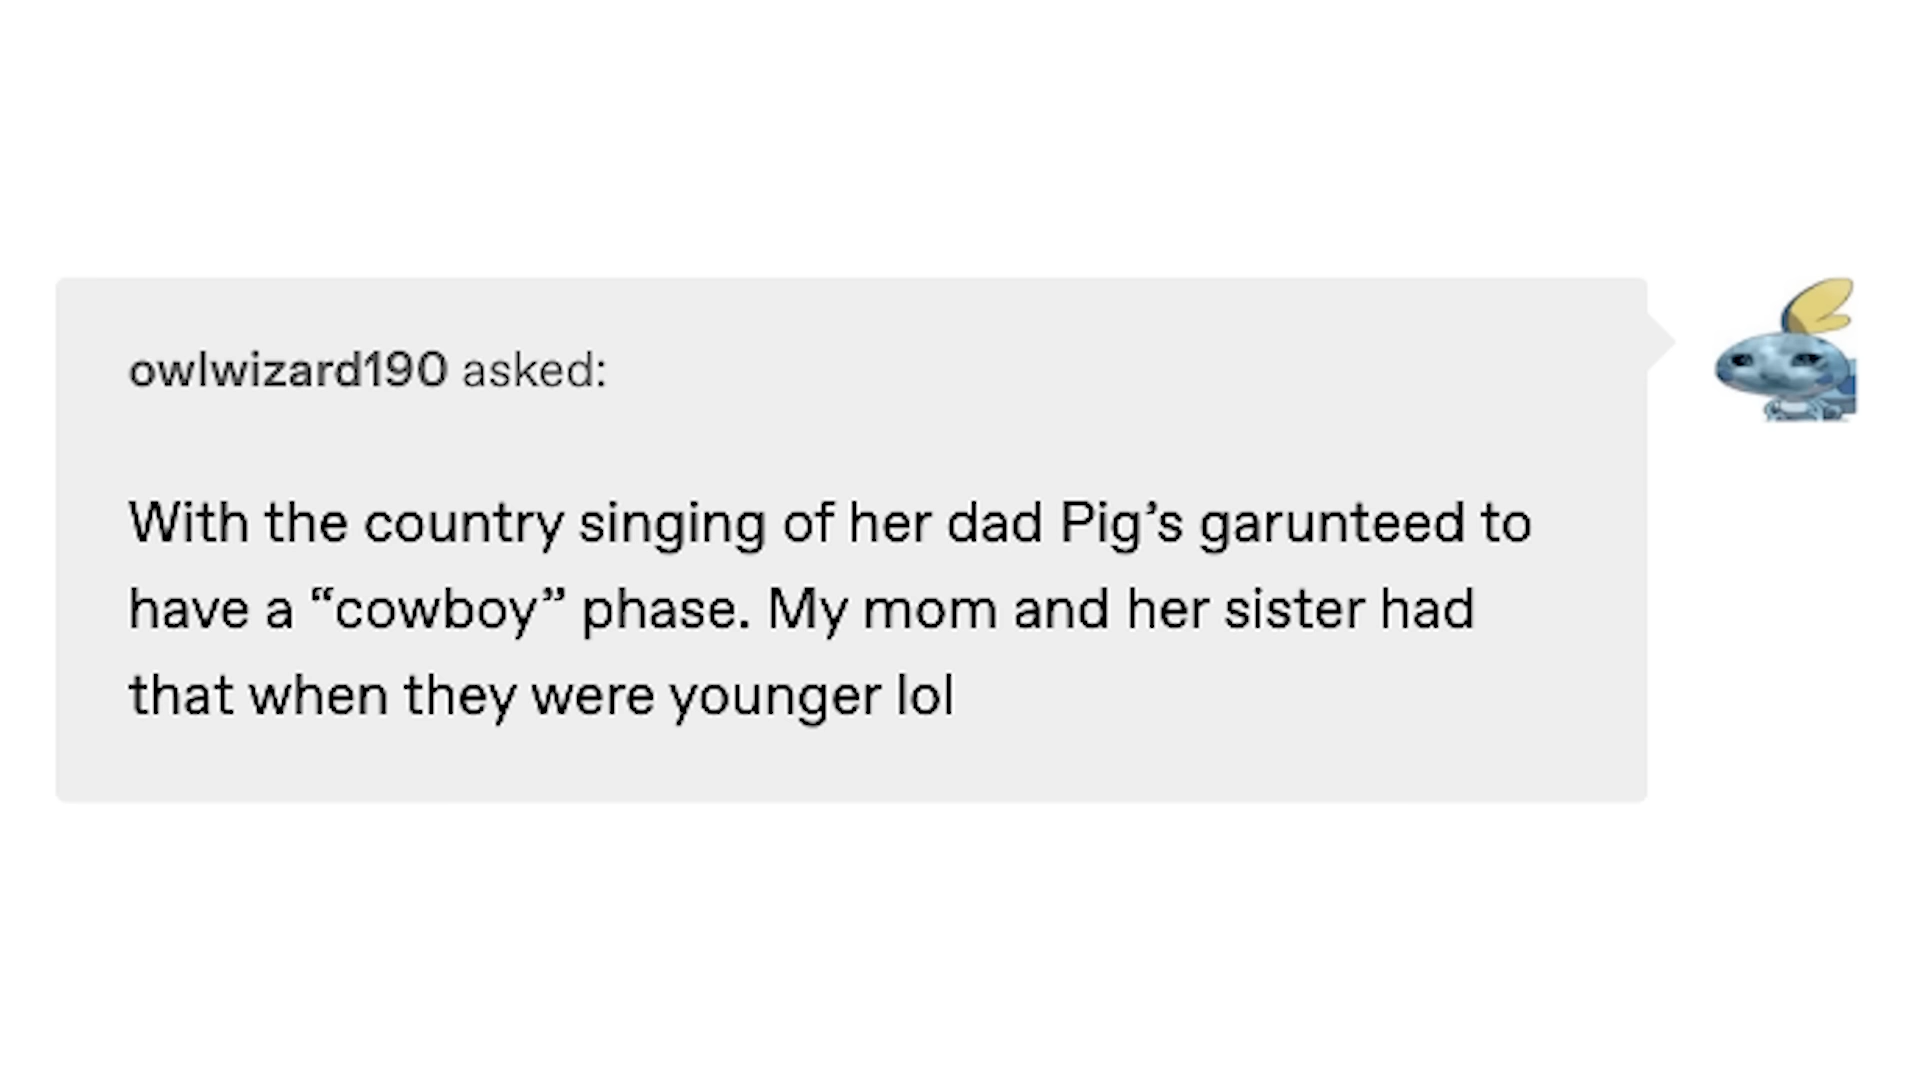 owlwizard190 asked:
With the country singing of her dad Pig’s garunteed to
have a “cowboy” phase. My mom and her sister had
that when they were younger lol